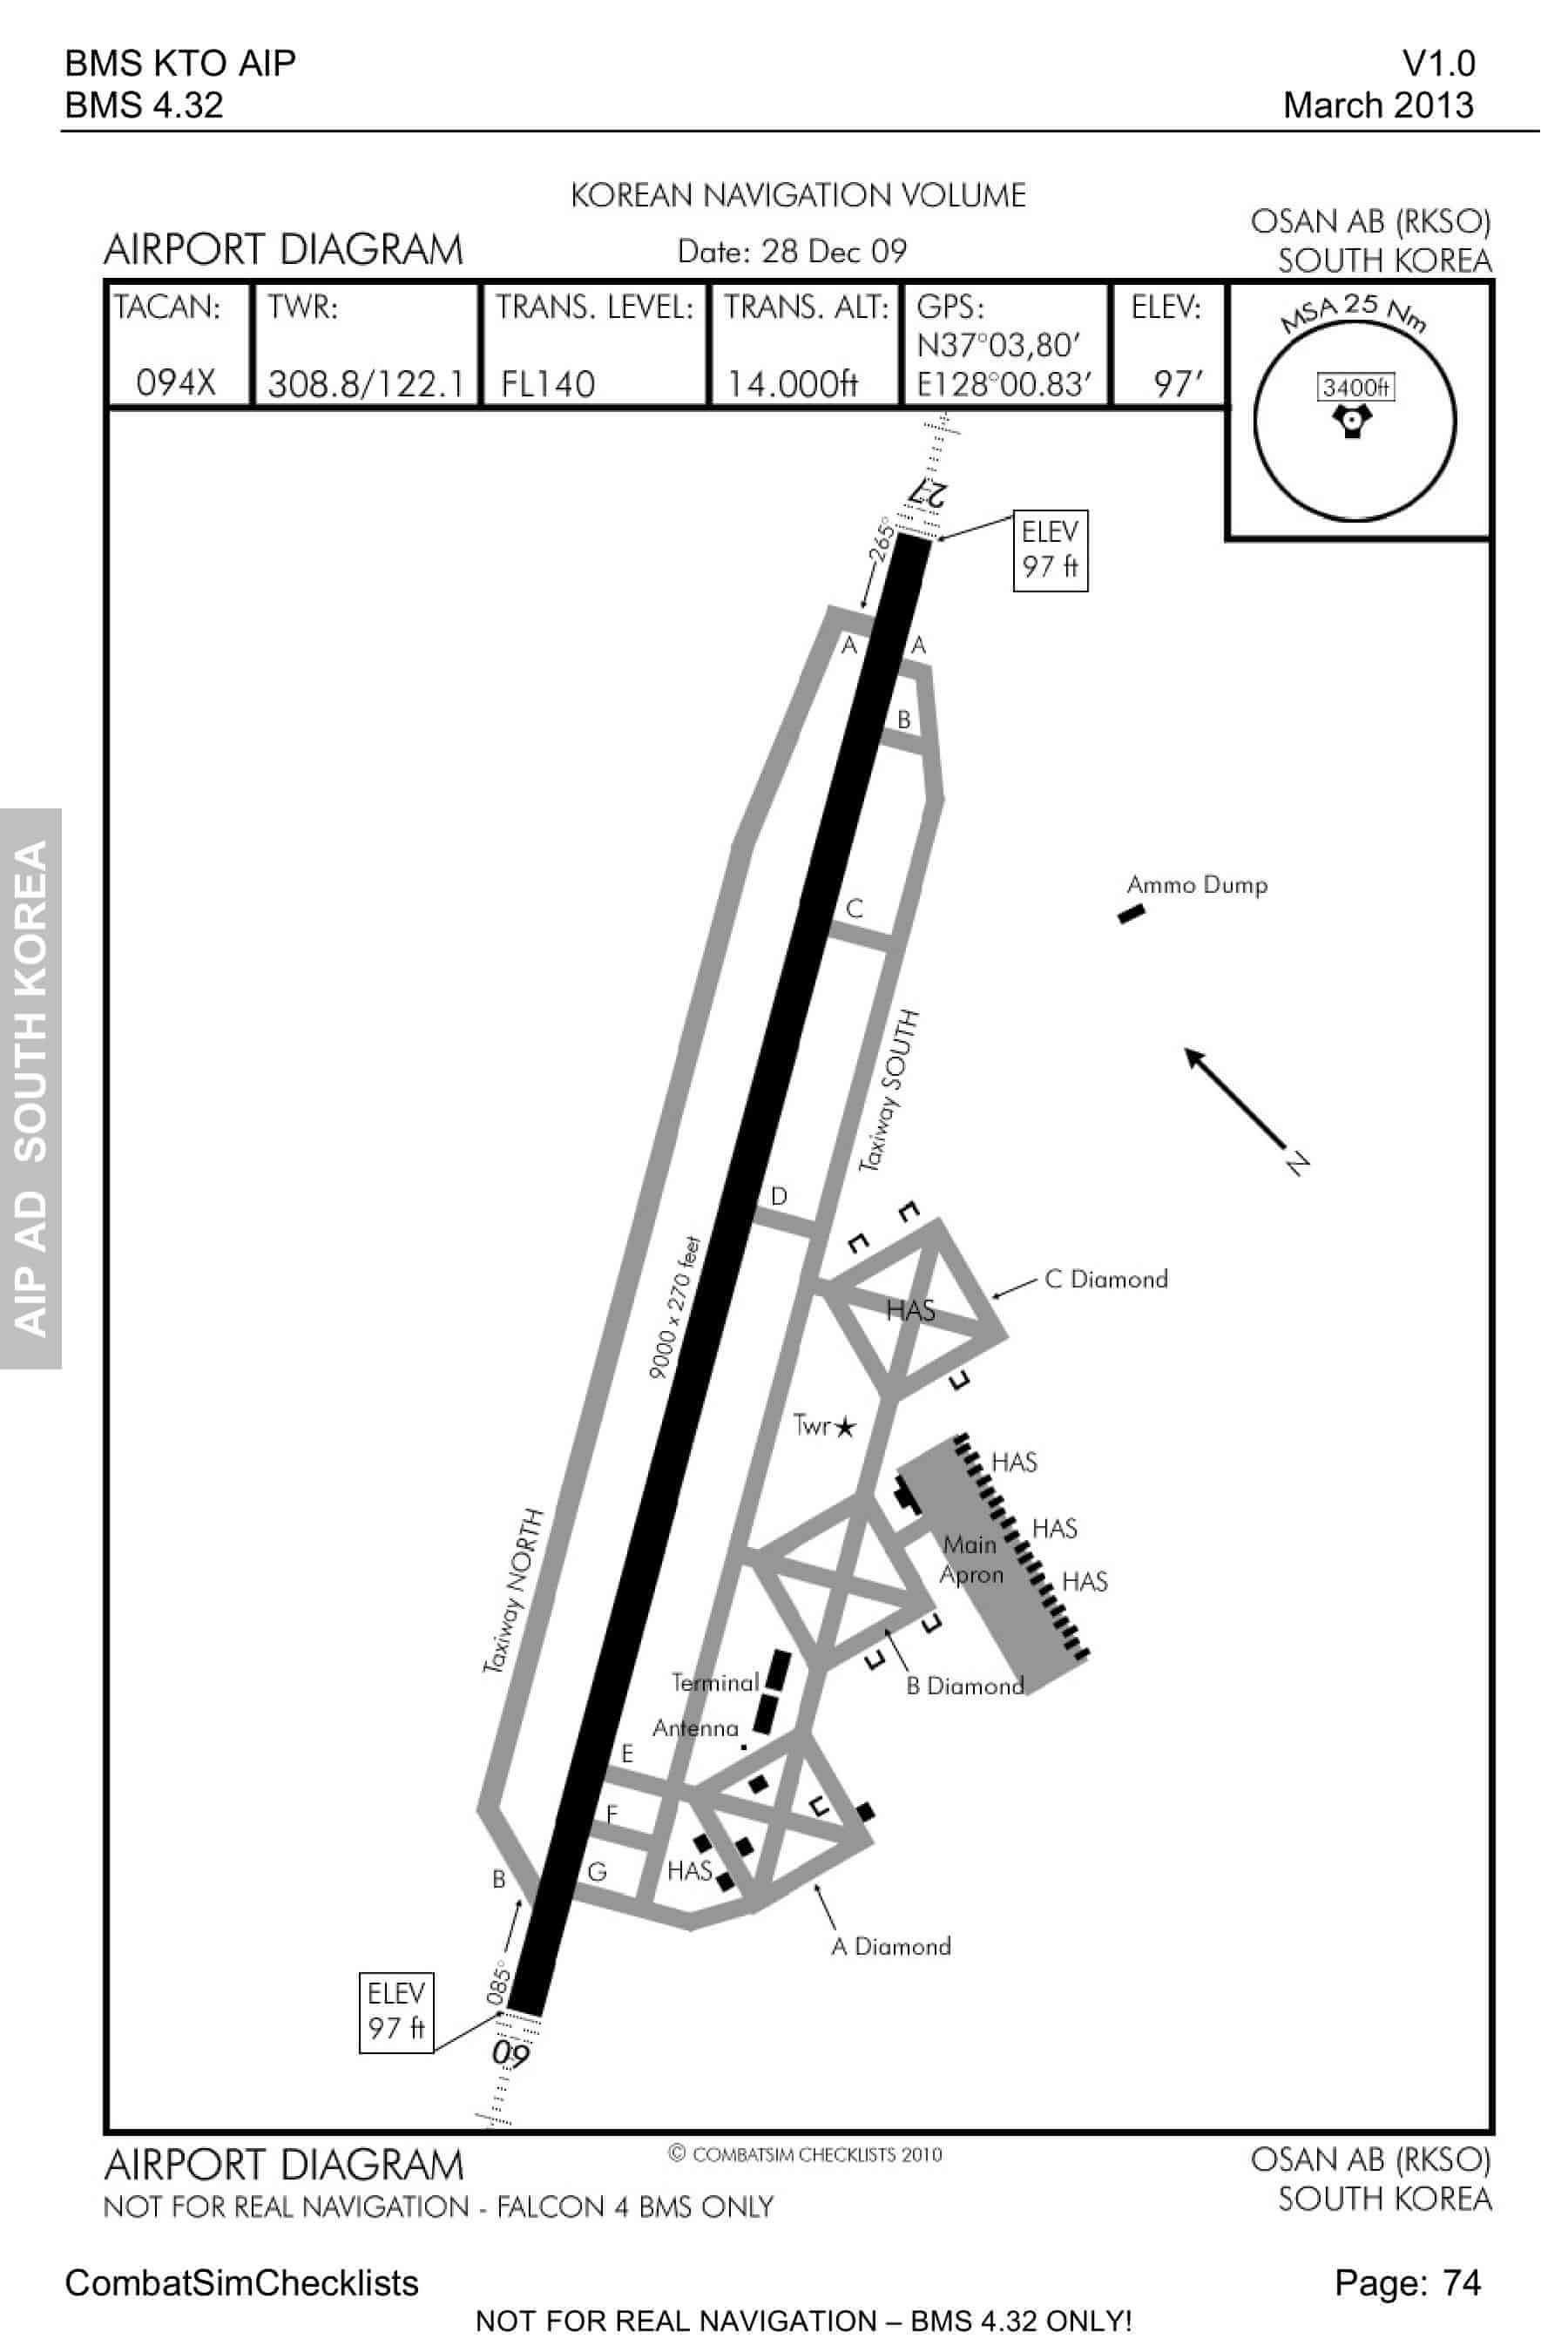 BMS KTO AIP
V1.0
BMS 4.32
March 2013
KOREAN NAVIGATION VOLUME
AIRPORT DIAGRAM
Date: 28 Dec 09
OSAN AB (RKSO)
SOUTH KOREA
TACAN:
094X
TWR:
308.8/122.1
TRANS. LEVEL:
FL140
TRANS. ALT:
14.000ft
GPS:
N37°03,80′
E128°00.83′
ELEV:
97′
MSA 25 Nm
3400ft
27
ELEV
97 ft
265°
A
A
B
C
Ammo Dump
AIP AD SOUTH KOREA
Taxiway SOUTH
N
D
9000 x 270 feet
C Diamond
HAS
Twr
HAS
HAS
Main
Apron
HAS
Taxiway NORTH
Terminal
B Diamond
Antenna
E
F
G
HAS
B
A Diamond
085°
ELEV
97 ft
09
AIRPORT DIAGRAM
© COMBATSIM CHECKLISTS 2010
OSAN AB (RKSO)
NOT FOR REAL NAVIGATION - FALCON 4 BMS ONLY
SOUTH KOREA
CombatSimChecklists
Page: 74
NOT FOR REAL NAVIGATION – BMS 4.32 ONLY!